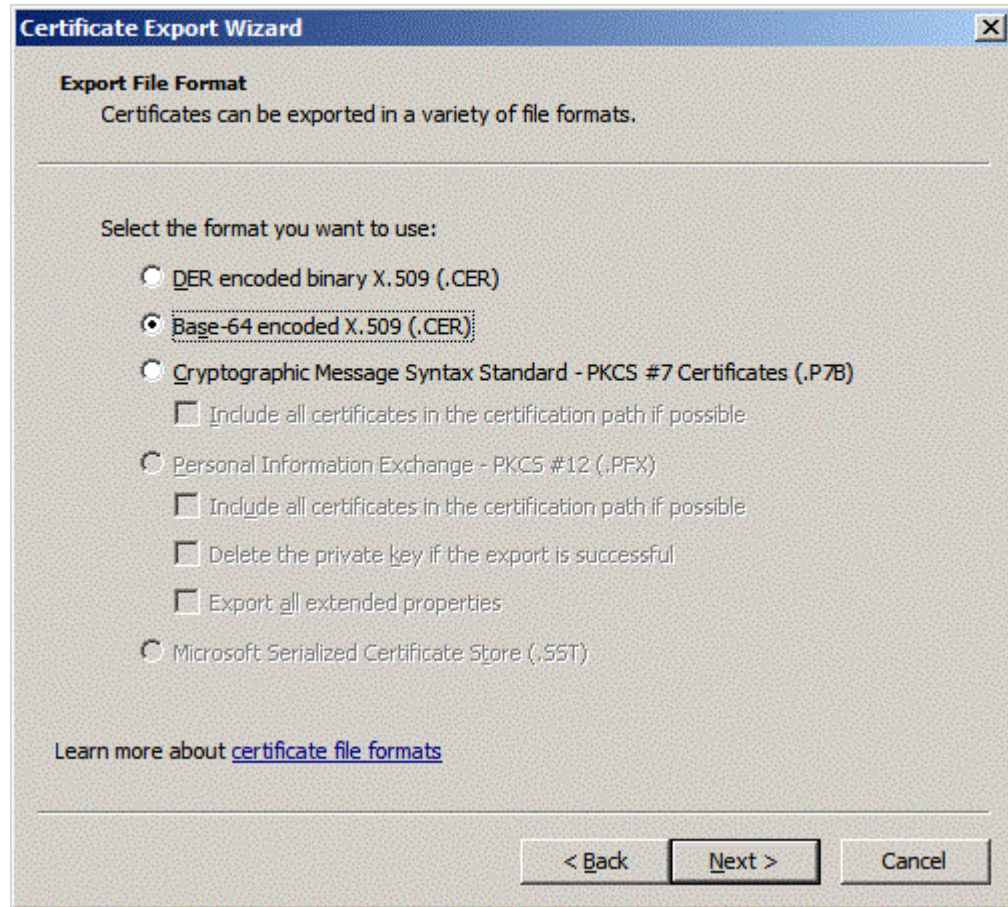 Certificate Export Wizard
Export File Format
Certificates can be exported in a variety of file formats.
Select the format you want to use:
DER encoded binary X.509 (.CER)
Base-64 encoded X.509 (.CER)
Cryptographic Message Syntax Standard - PKCS #7 Certificates (.P7B)
Include all certificates in the certification path if possible
Personal Information Exchange - PKCS #12 (.PFX)
Include all certificates in the certification path if possible
Delete the private key if the export is successful
Export all extended properties
Microsoft Serialized Certificate Store (.SST)
Learn more about certificate file formats
< Back Next > Cancel